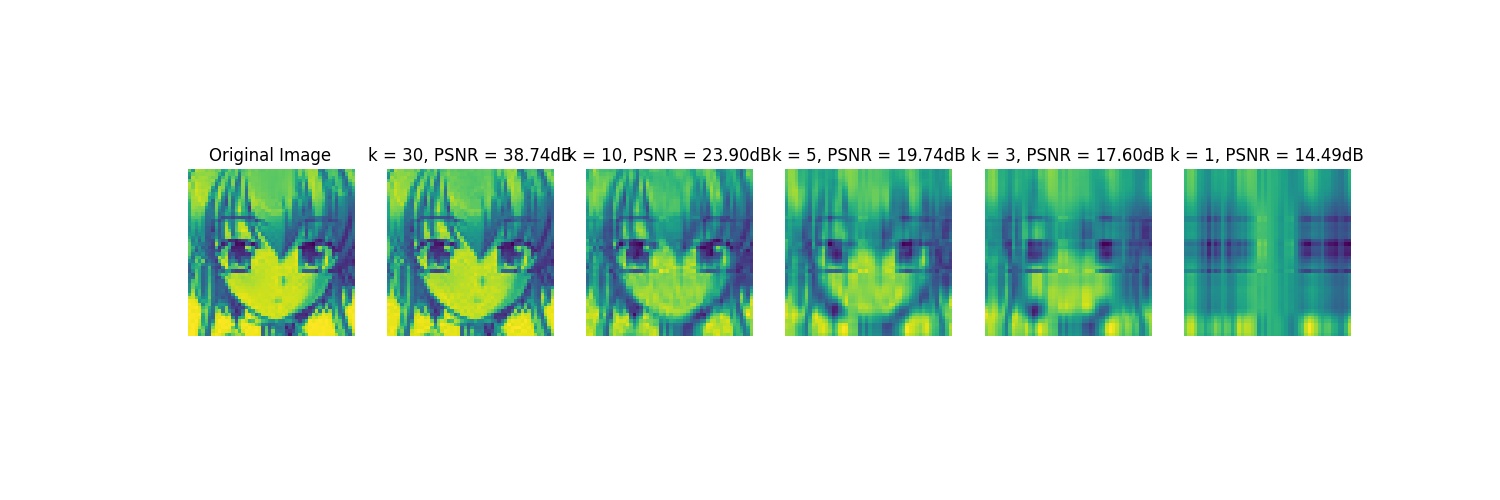 Original Image
k = 30, PSNR = 38.74dB
k = 10, PSNR = 23.90dB
k = 5, PSNR = 19.74dB
k = 3, PSNR = 17.60dB
k = 1, PSNR = 14.49dB